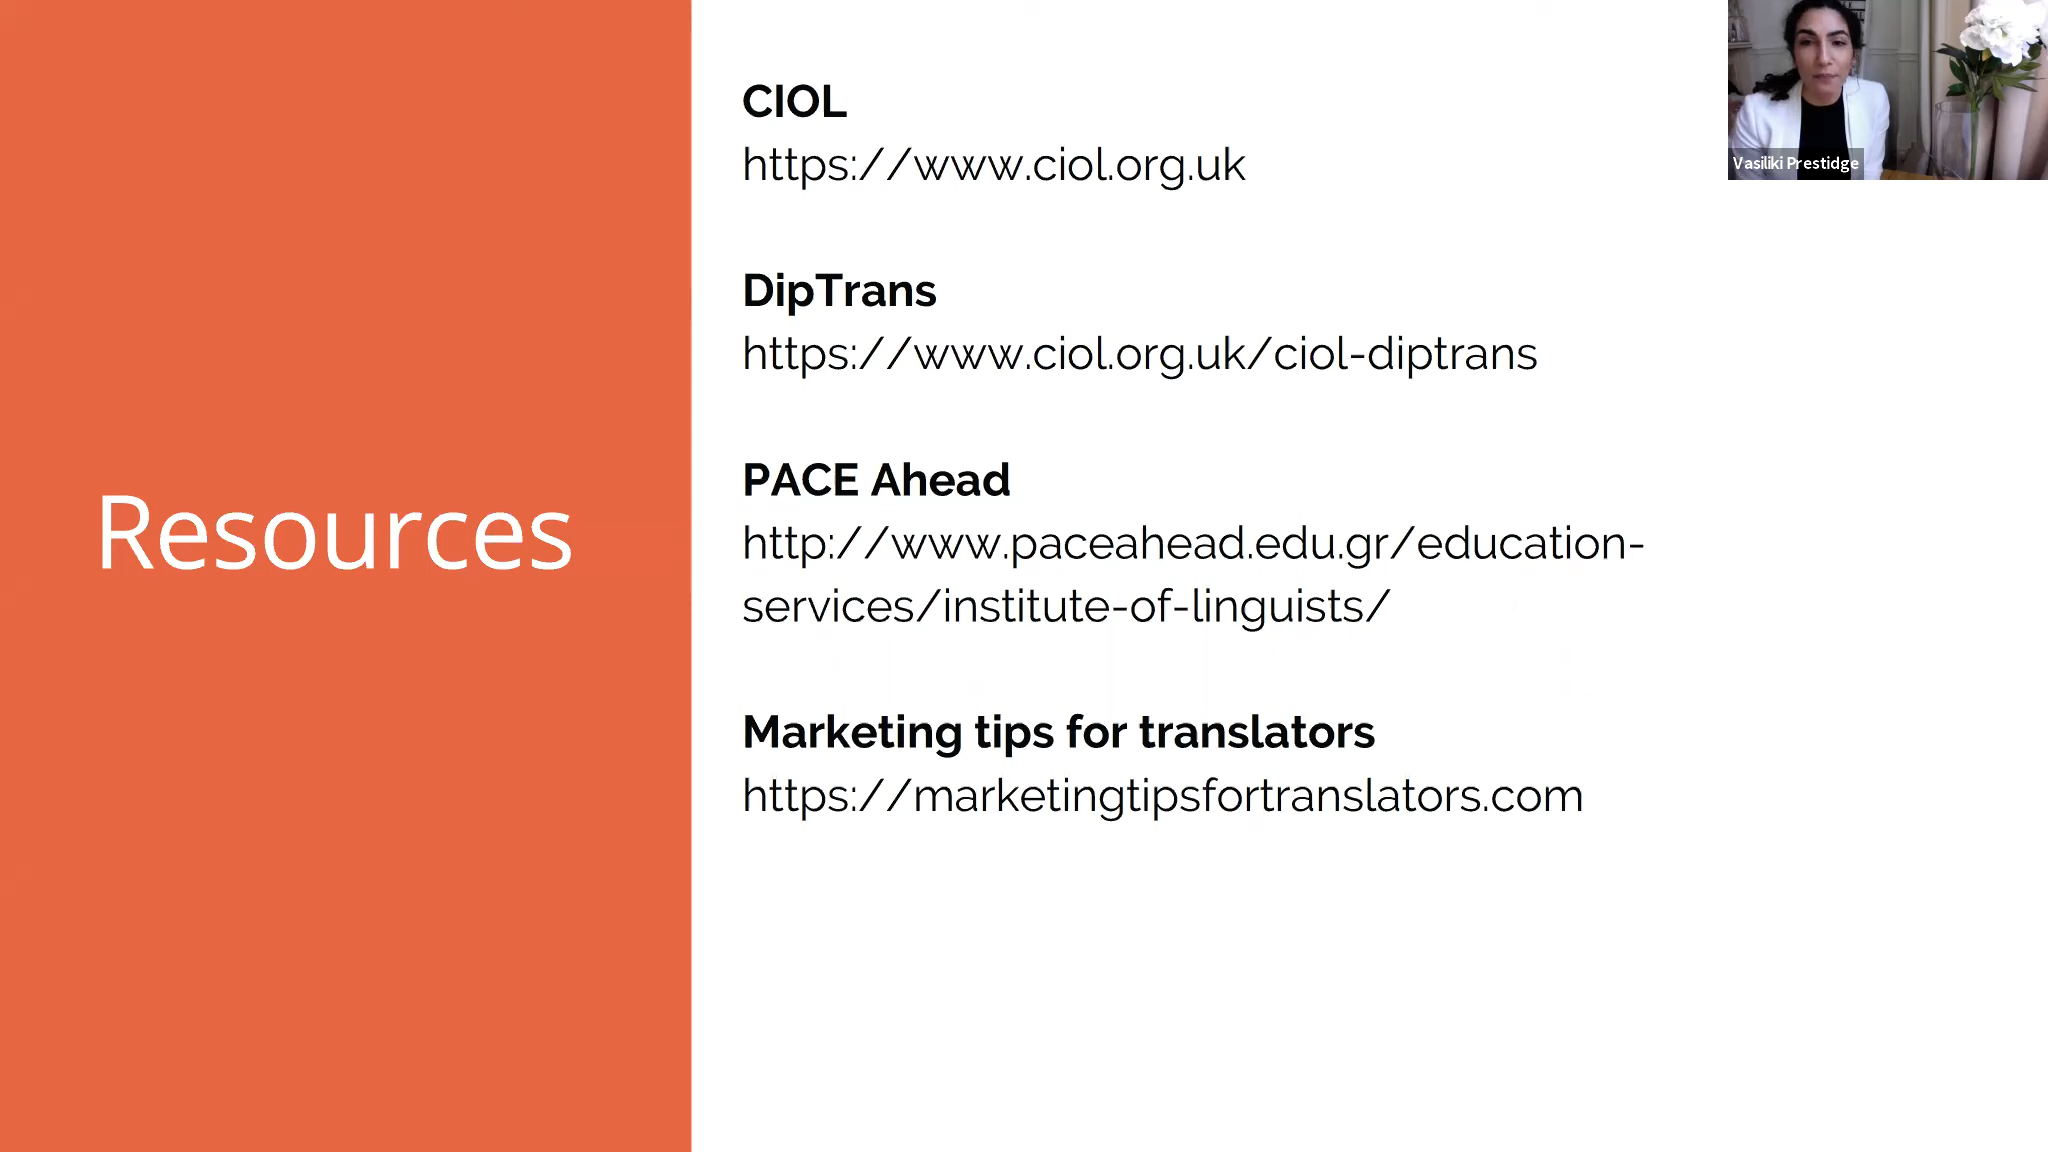 Resources
CIOL
https://www.ciol.org.uk
DipTrans
https://www.ciol.org.uk/ciol-diptrans
PACE Ahead
http://www.paceahead.edu.gr/education-
services/institute-of-linguists/
Marketing tips for translators
https://marketingtipsfortranslators.com
Vasiliki Prestidge